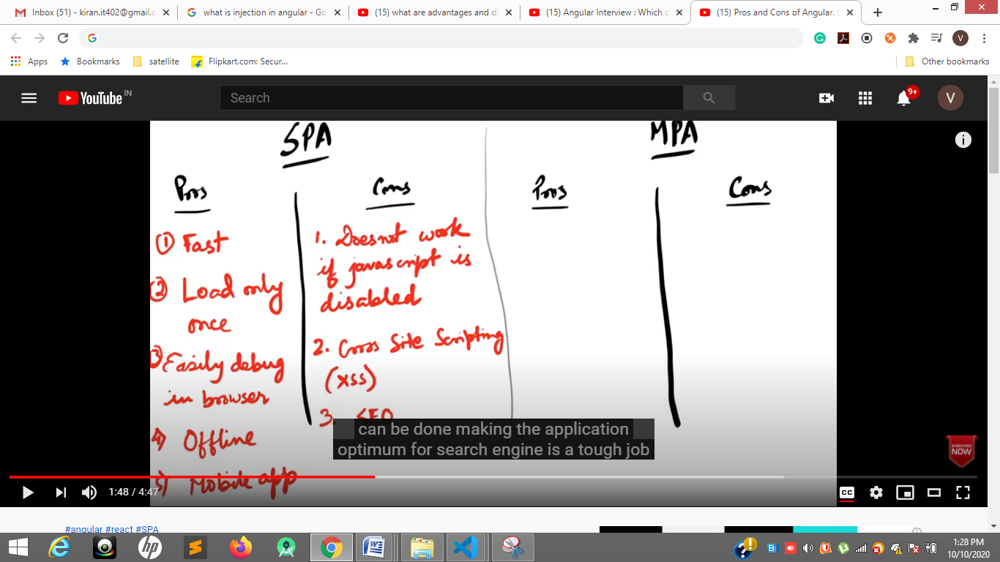 Inbox (51) - kiran.it402@gmail.c
what is injection in angular - Go
(15) what are advantages and di
(15) Angular Interview : Which o
(15) Pros and Cons of Angular. S
V
Apps
Bookmarks
satellite
Flipkart.com: Secur...
Other bookmarks
YouTube IN
Search
9+
V
SPA
MPA
Pros
Cons
Pros
Cons
① Fast
② Load only
once
③ Easily debug
in browser
4) Offline
5) Mobile app
1. Doesnot work
if javascript is
disabled
2. Cross Site Scripting
(XSS)
3. SEO
can be done making the application
optimum for search engine is a tough job
SUBSCRIBE
NOW
1:48 / 4:47
CC
#angular #react #SPA
1:28 PM
10/10/2020